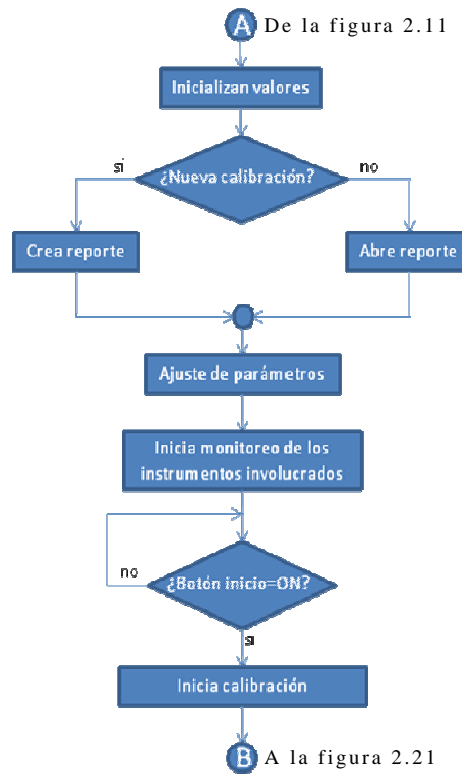 A De la figura 2.11
Inicializan valores
si
¿Nueva calibración?
no
Crea reporte
Abre reporte
Ajuste de parámetros
Inicia monitoreo de los
instrumentos involucrados
no
¿Botón inicio=ON?
si
Inicia calibración
B A la figura 2.21